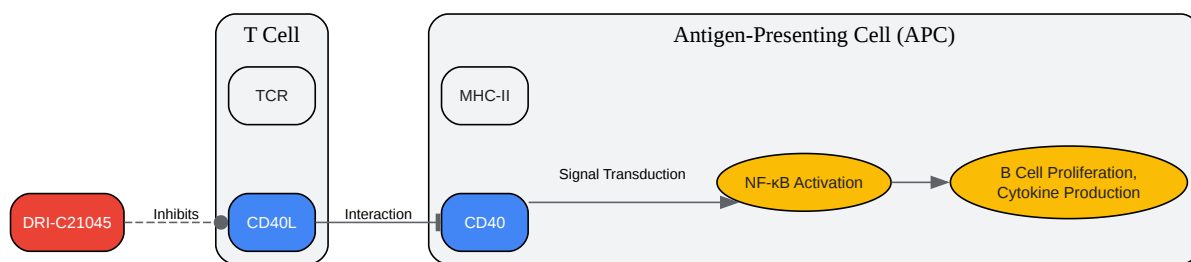 T Cell
Antigen-Presenting Cell (APC)
TCR
MHC-II
Signal Transduction
NF-κB Activation
B Cell Proliferation,
Cytokine Production
DRI-C21045
Inhibits
CD40L
Interaction
CD40